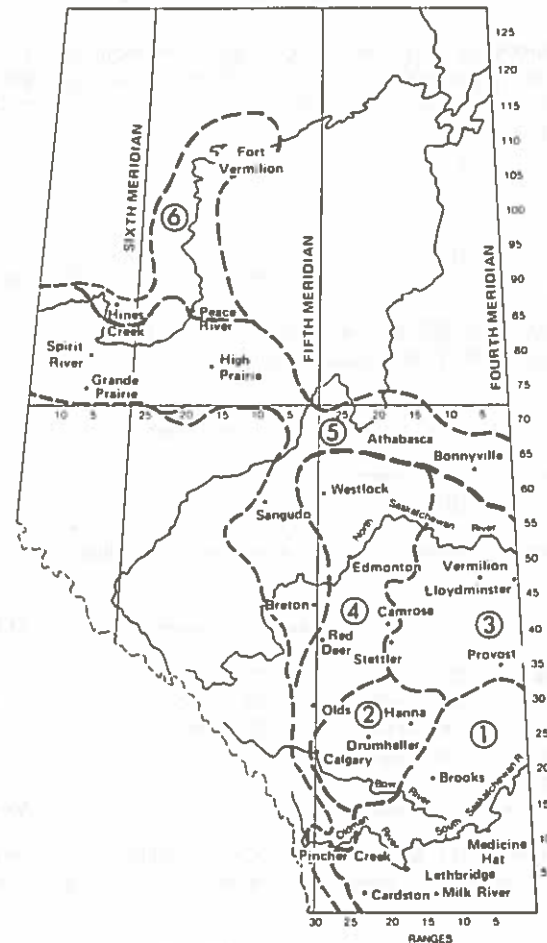 125
120
115
110
105
100
95
90
85
80
75
70
65
60
55
50
45
40
35
30
25
20
15
10
5
SIXTH MERIDIAN
FIFTH MERIDIAN
FOURTH MERIDIAN
Fort
Vermilion
6
Hines
Creek
Peace
River
Spirit
River
High
Prairie
Grande
Prairie
10 5 25 20 15 10 5 25 20 15 10 5
5
Athabasca
Bonnyville
Westlock
Sangudo
North Saskatchewan River
Edmonton
Vermilion
Lloydminster
Breton
4
Camrose
3
Red
Deer
Stettler
Provost
Olds
2
Hanna
1
Drumheller
Calgary
Bow River
Brooks
South Saskatchewan R
Oldman River
Pincher Creek
Medicine
Hat
Lethbridge
Cardston
Milk River
30 25 20 15 10 5
RANGES